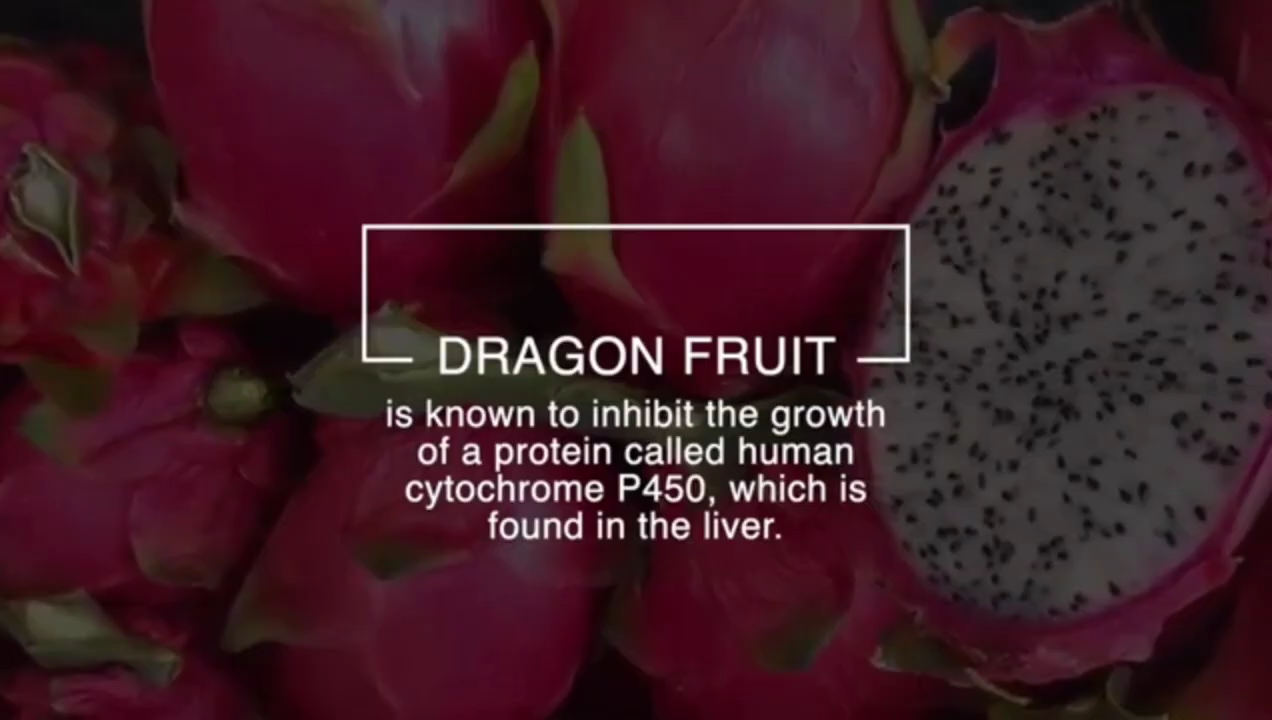 DRAGON FRUIT
is known to inhibit the growth
of a protein called human
cytochrome P450, which is
found in the liver.